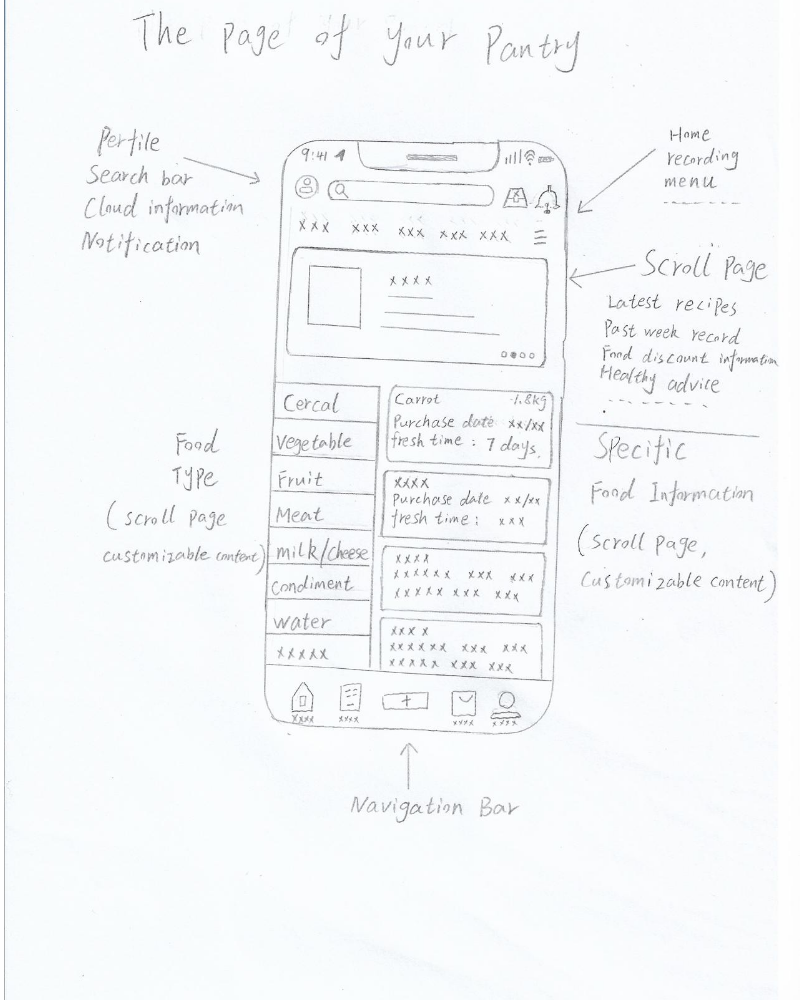 The page of your Pantry
Perfile
Search bar
Cloud information
Notification
Home
recording
menu
9:41
xxx xxx xxx xxx xxx
Scroll Page
Latest recipes
Past week record
Food discount information
Healthy advice
xxxx
Food
Type
(scroll page
customizable content)
Cercal
Vegetable
Fruit
Meat
milk/cheese
condiment
water
xxxxx
Carrot 1.8kg
Purchase date xx/xx
fresh time : 7 days.
xxxx
Purchase date xx/xx
fresh time : xxx
xxxx
xxxxxx xxx xxx
xxxxx xxx xxx
xxx x
xxxxxx xxx xxx
xxxxx xxx xxx
Specific
Food Information
(scroll page,
Customizable content)
xxxx xxxx xxxx xxxx
Navigation Bar